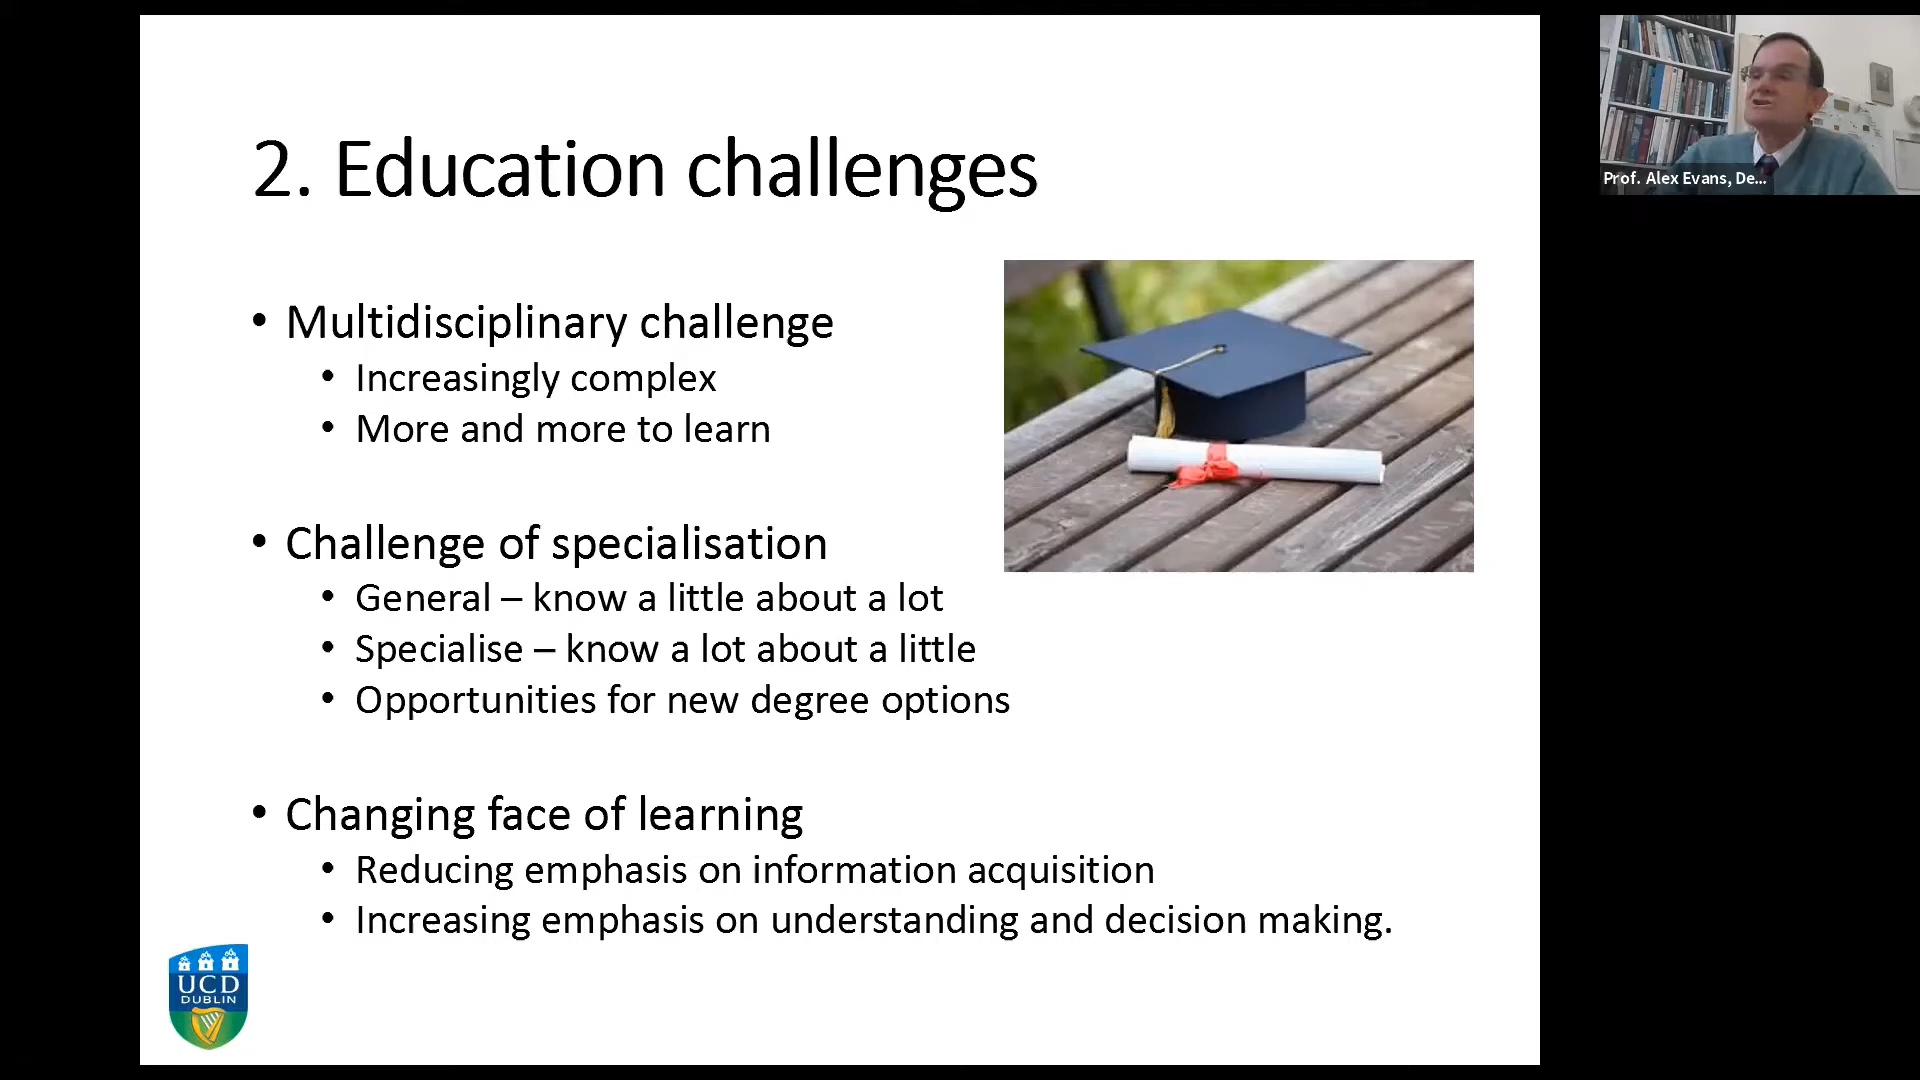 2. Education challenges
• Multidisciplinary challenge
• Increasingly complex
• More and more to learn
• Challenge of specialisation
• General – know a little about a lot
• Specialise – know a lot about a little
• Opportunities for new degree options
• Changing face of learning
• Reducing emphasis on information acquisition
• Increasing emphasis on understanding and decision making.
UCD
DUBLIN
Prof. Alex Evans, De...